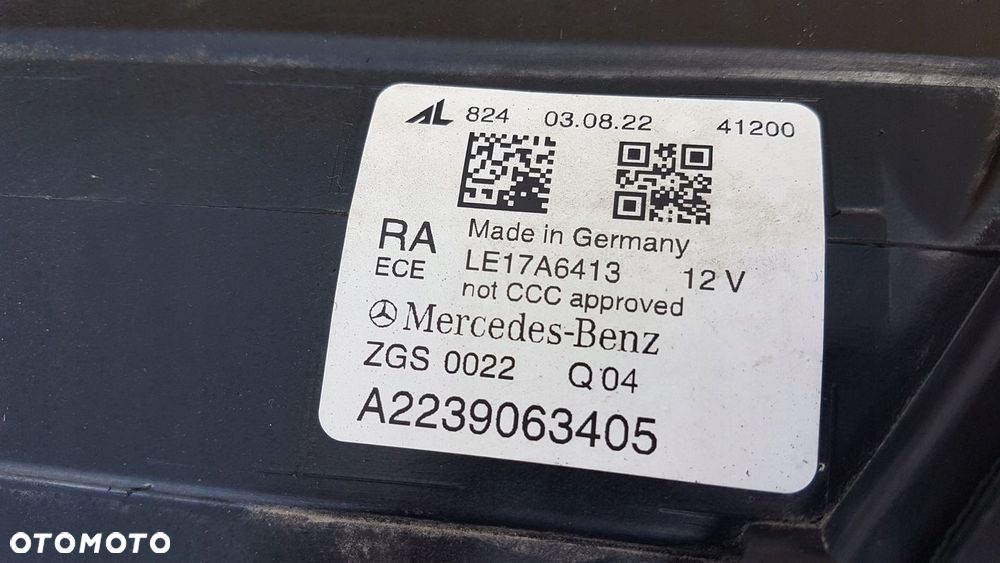 AL 824 03.08.22 41200
RA Made in Germany
ECE LE17A6413 12 V
not CCC approved
Mercedes-Benz
ZGS 0022 Q 04
A2239063405
OTOMOTO